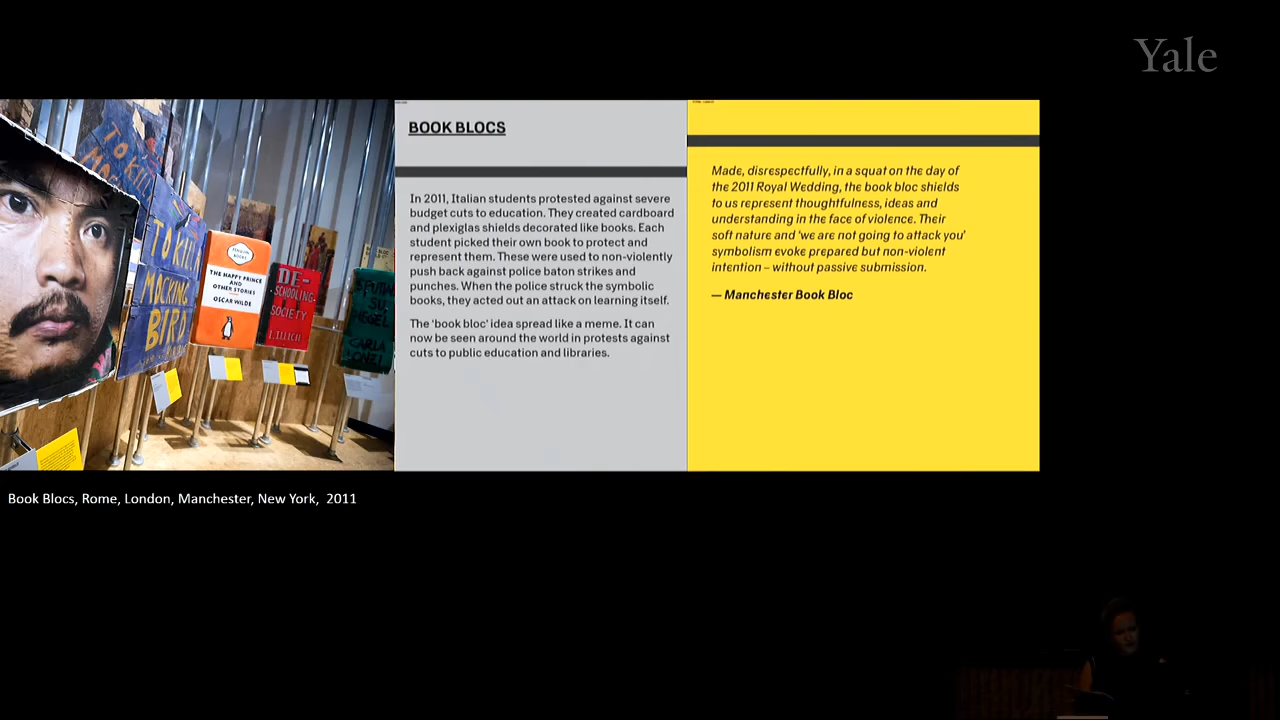 Yale
TO KILL
MO
TO KILL
MOCKING
BIRD
THE HAPPY PRINCE
AND
OTHER STORIES
OSCAR WILDE
DE-
SCHOOLING-
SOCIETY
I. ILLICH
SPUTIA
SU
HEGEL
CARLA
LONZI
BOOK BLOCS
In 2011, Italian students protested against severe
budget cuts to education. They created cardboard
and plexiglas shields decorated like books. Each
student picked their own book to protect and
represent them. These were used to non-violently
push back against police baton strikes and
punches. When the police struck the symbolic
books, they acted out an attack on learning itself.
The ‘book bloc’ idea spread like a meme. It can
now be seen around the world in protests against
cuts to public education and libraries.
Made, disrespectfully, in a squat on the day of
the 2011 Royal Wedding, the book bloc shields
to us represent thoughtfulness, ideas and
understanding in the face of violence. Their
soft nature and ‘we are not going to attack you’
symbolism evoke prepared but non-violent
intention – without passive submission.
— Manchester Book Bloc
Book Blocs, Rome, London, Manchester, New York, 2011